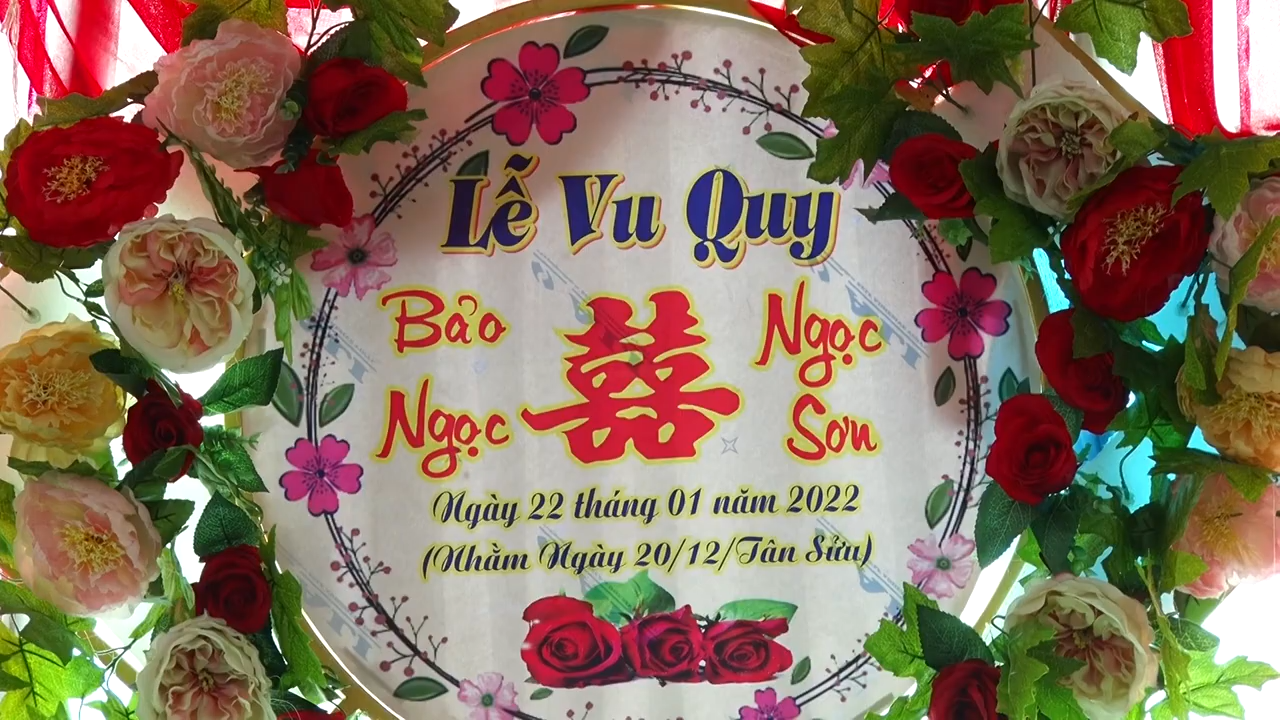 Lễ Vu Quy
Bảo
Ngọc
囍
Ngọc
Sơn
Ngày 22 tháng 01 năm 2022
(Nhằm Ngày 20/12/Tân Sửu)